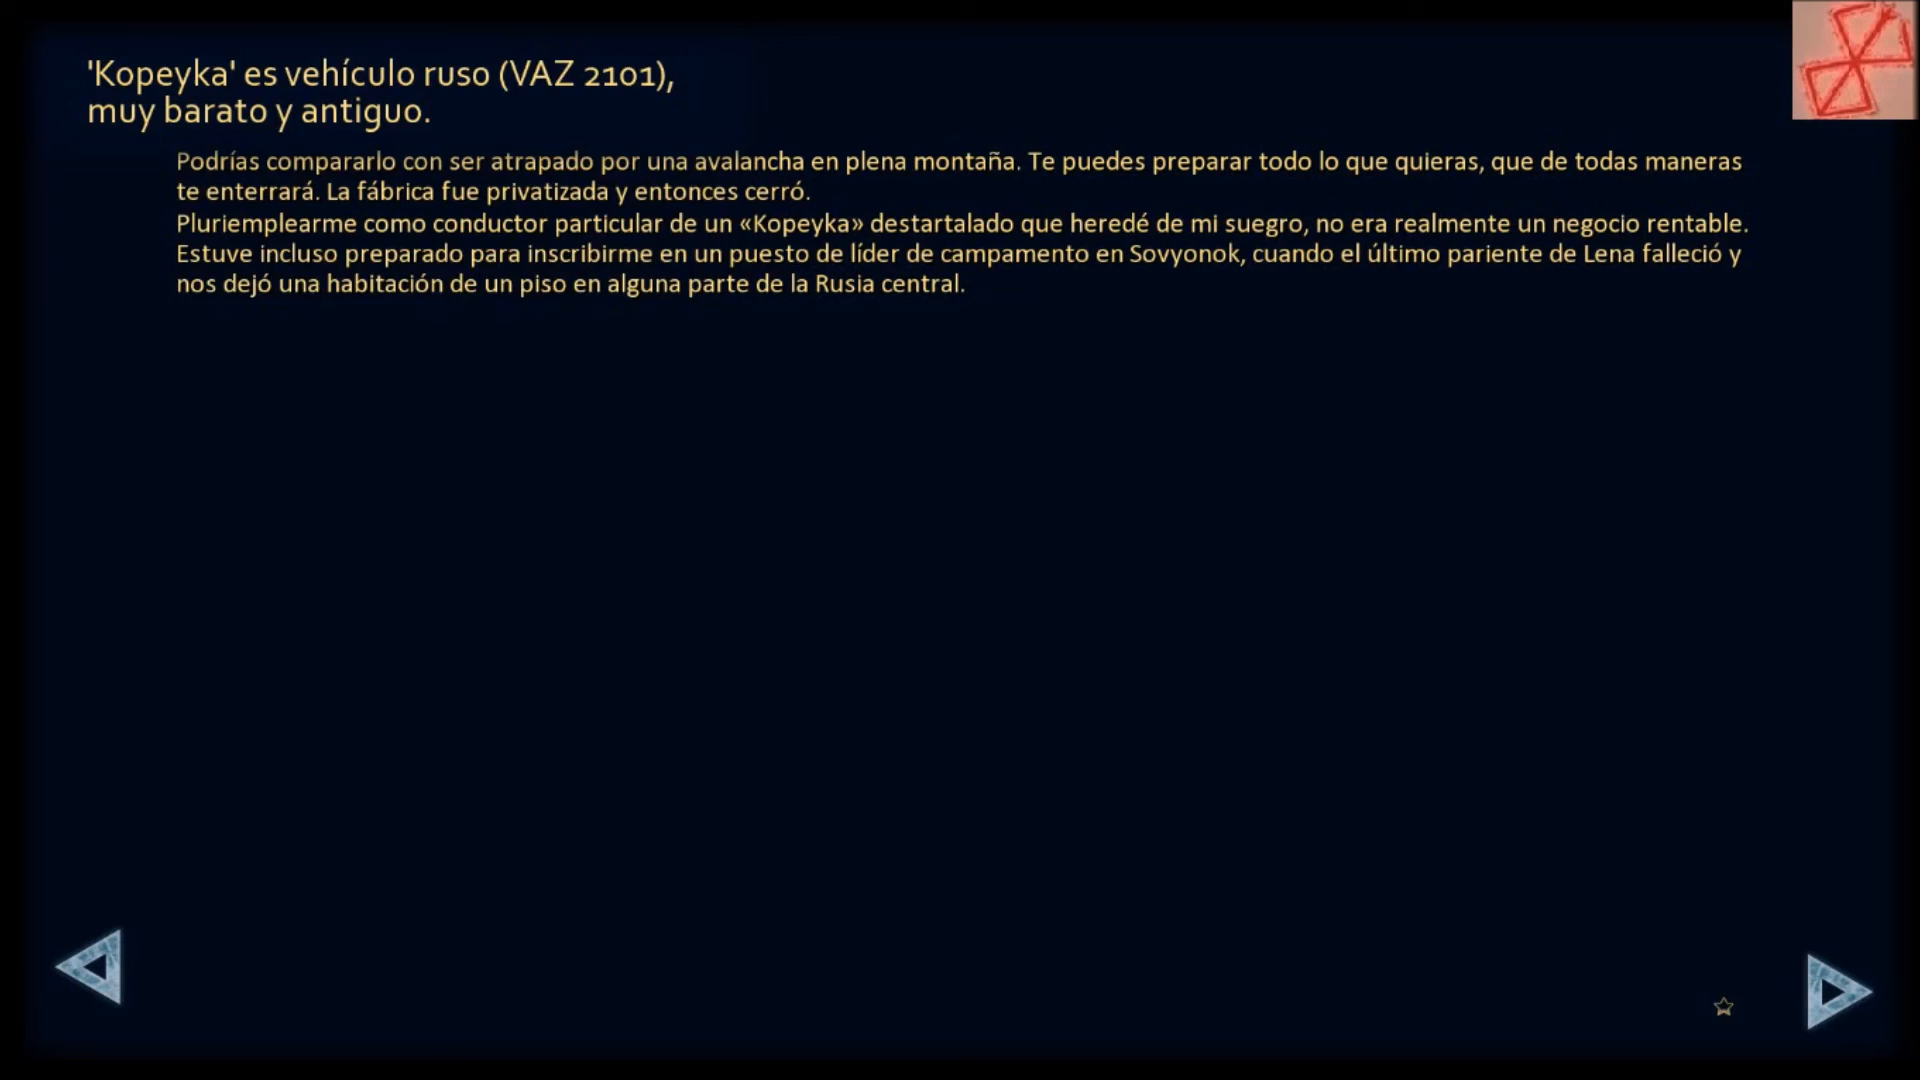 'Kopeyka' es vehículo ruso (VAZ 2101),
muy barato y antiguo.
Podrías compararlo con ser atrapado por una avalancha en plena montaña. Te puedes preparar todo lo que quieras, que de todas maneras
te enterrará. La fábrica fue privatizada y entonces cerró.
Pluriemplearme como conductor particular de un «Kopeyka» destartalado que heredé de mi suegro, no era realmente un negocio rentable.
Estuve incluso preparado para inscribirme en un puesto de líder de campamento en Sovyonok, cuando el último pariente de Lena falleció y
nos dejó una habitación de un piso en alguna parte de la Rusia central.